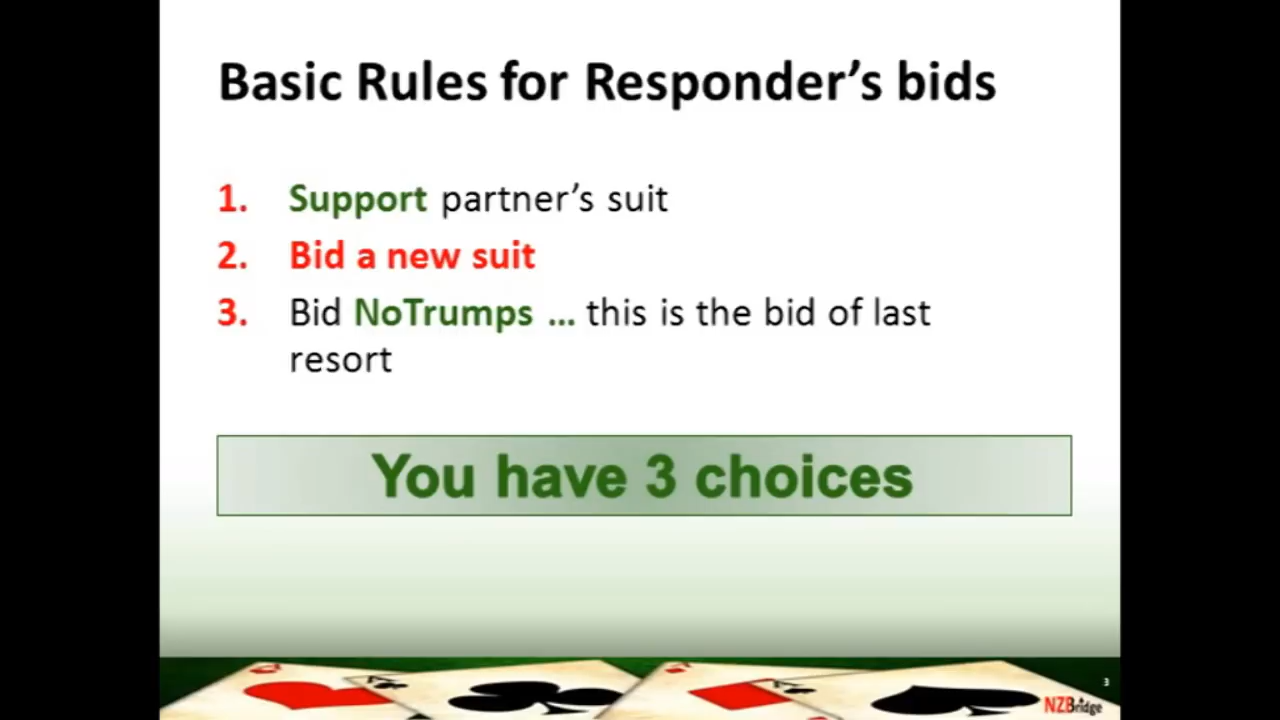 Basic Rules for Responder’s bids
1. Support partner’s suit
2. Bid a new suit
3. Bid NoTrumps ... this is the bid of last
resort
You have 3 choices
3
NZBridge